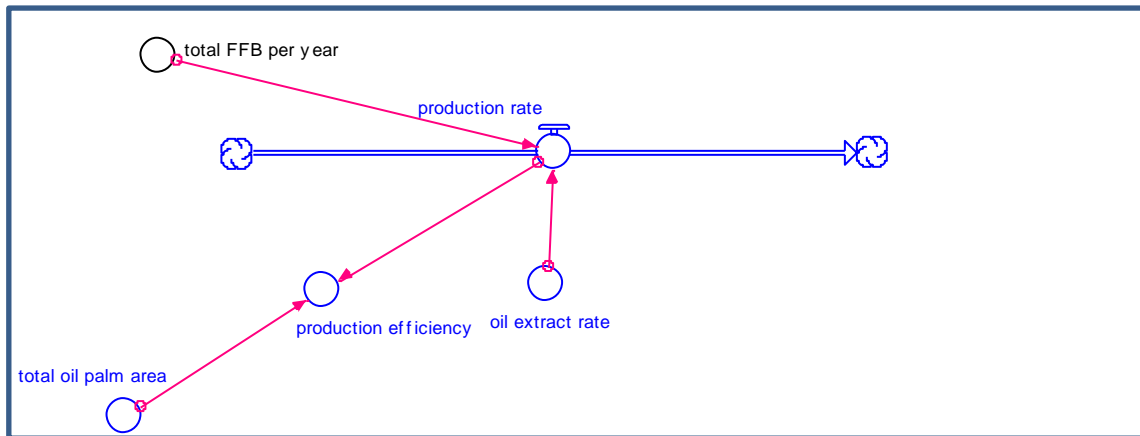 total FFB per year
production rate
oil extract rate
production efficiency
total oil palm area